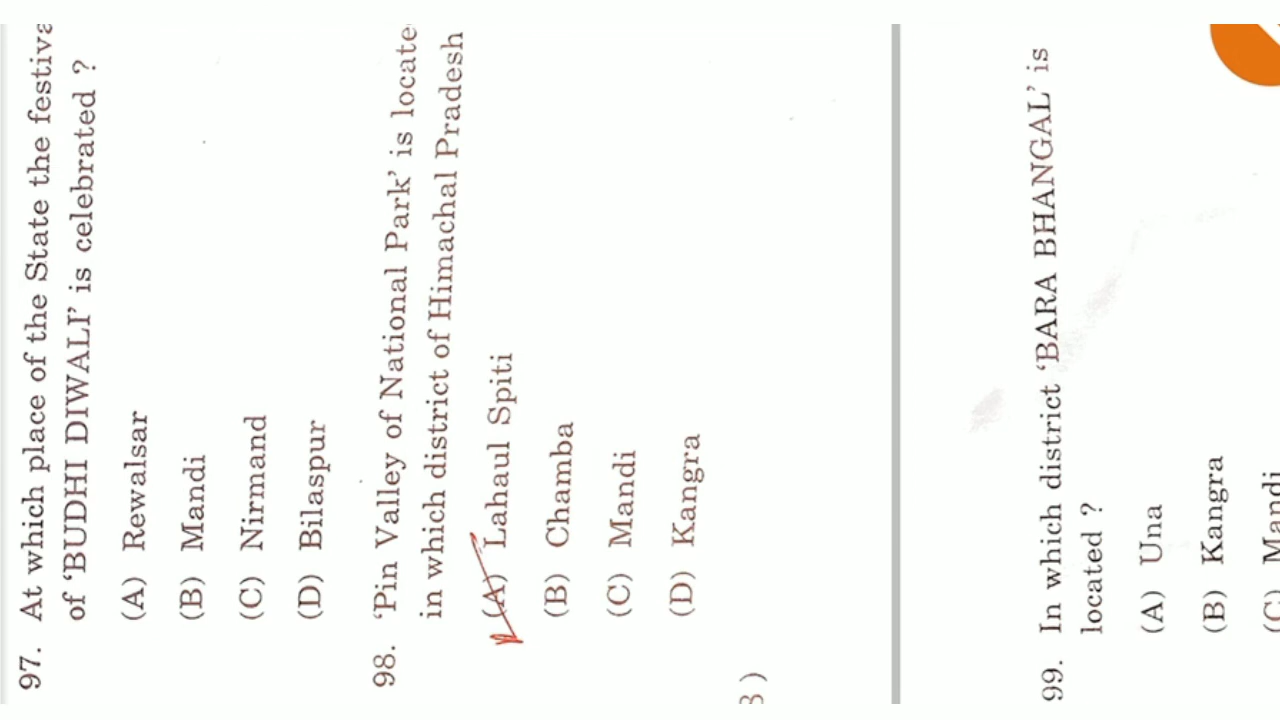 97. At which place of the State the festiva
of ‘BUDHI DIWALI’ is celebrated ?
(A) Rewalsar
(B) Mandi
(C) Nirmand
(D) Bilaspur
98. ‘Pin Valley of National Park’ is locate
in which district of Himachal Pradesh
(A) Lahaul Spiti
(B) Chamba
(C) Mandi
(D) Kangra
3 )
99. In which district ‘BARA BHANGAL’ is
located ?
(A) Una
(B) Kangra
(C) Mandi